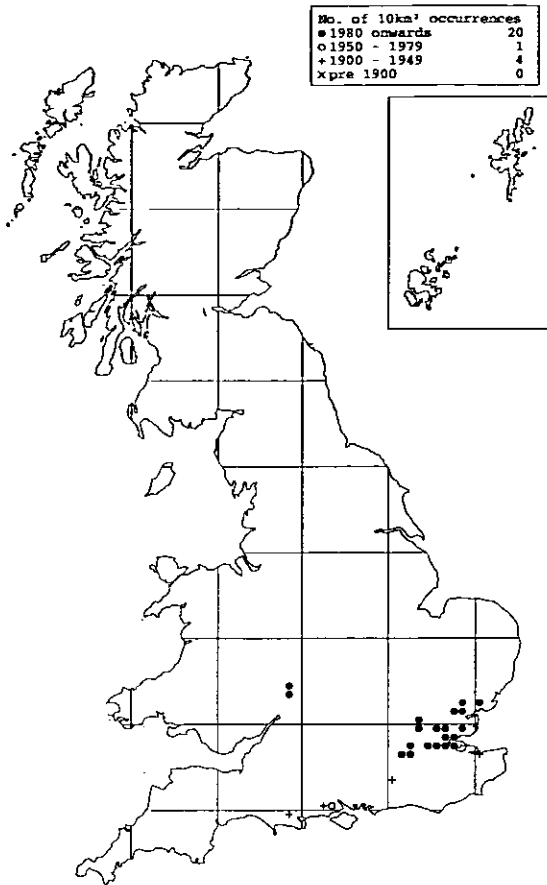 No. of 10km² occurrences
● 1980 onwards 20
○ 1950 - 1979 1
+ 1900 - 1949 4
x pre 1900 0